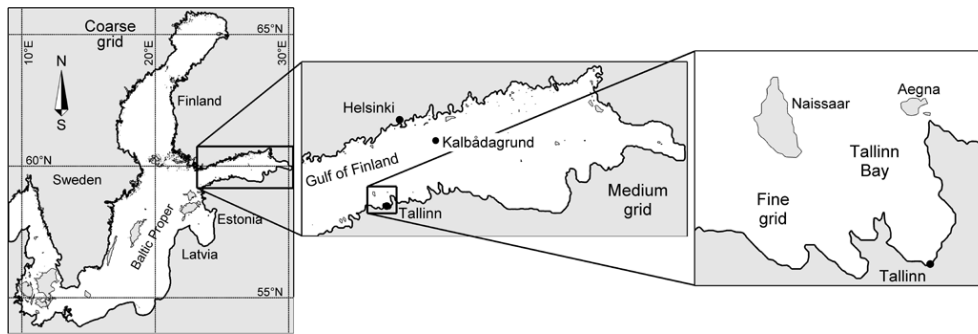 Coarse
grid
65°N
10°E
20°E
30°E
N
S
Finland
60°N
Sweden
Estonia
Baltic Proper
Latvia
55°N
Helsinki
Kalbådagrund
Gulf of Finland
Medium
grid
Tallinn
Naissaar
Aegna
Tallinn
Bay
Fine
grid
Tallinn